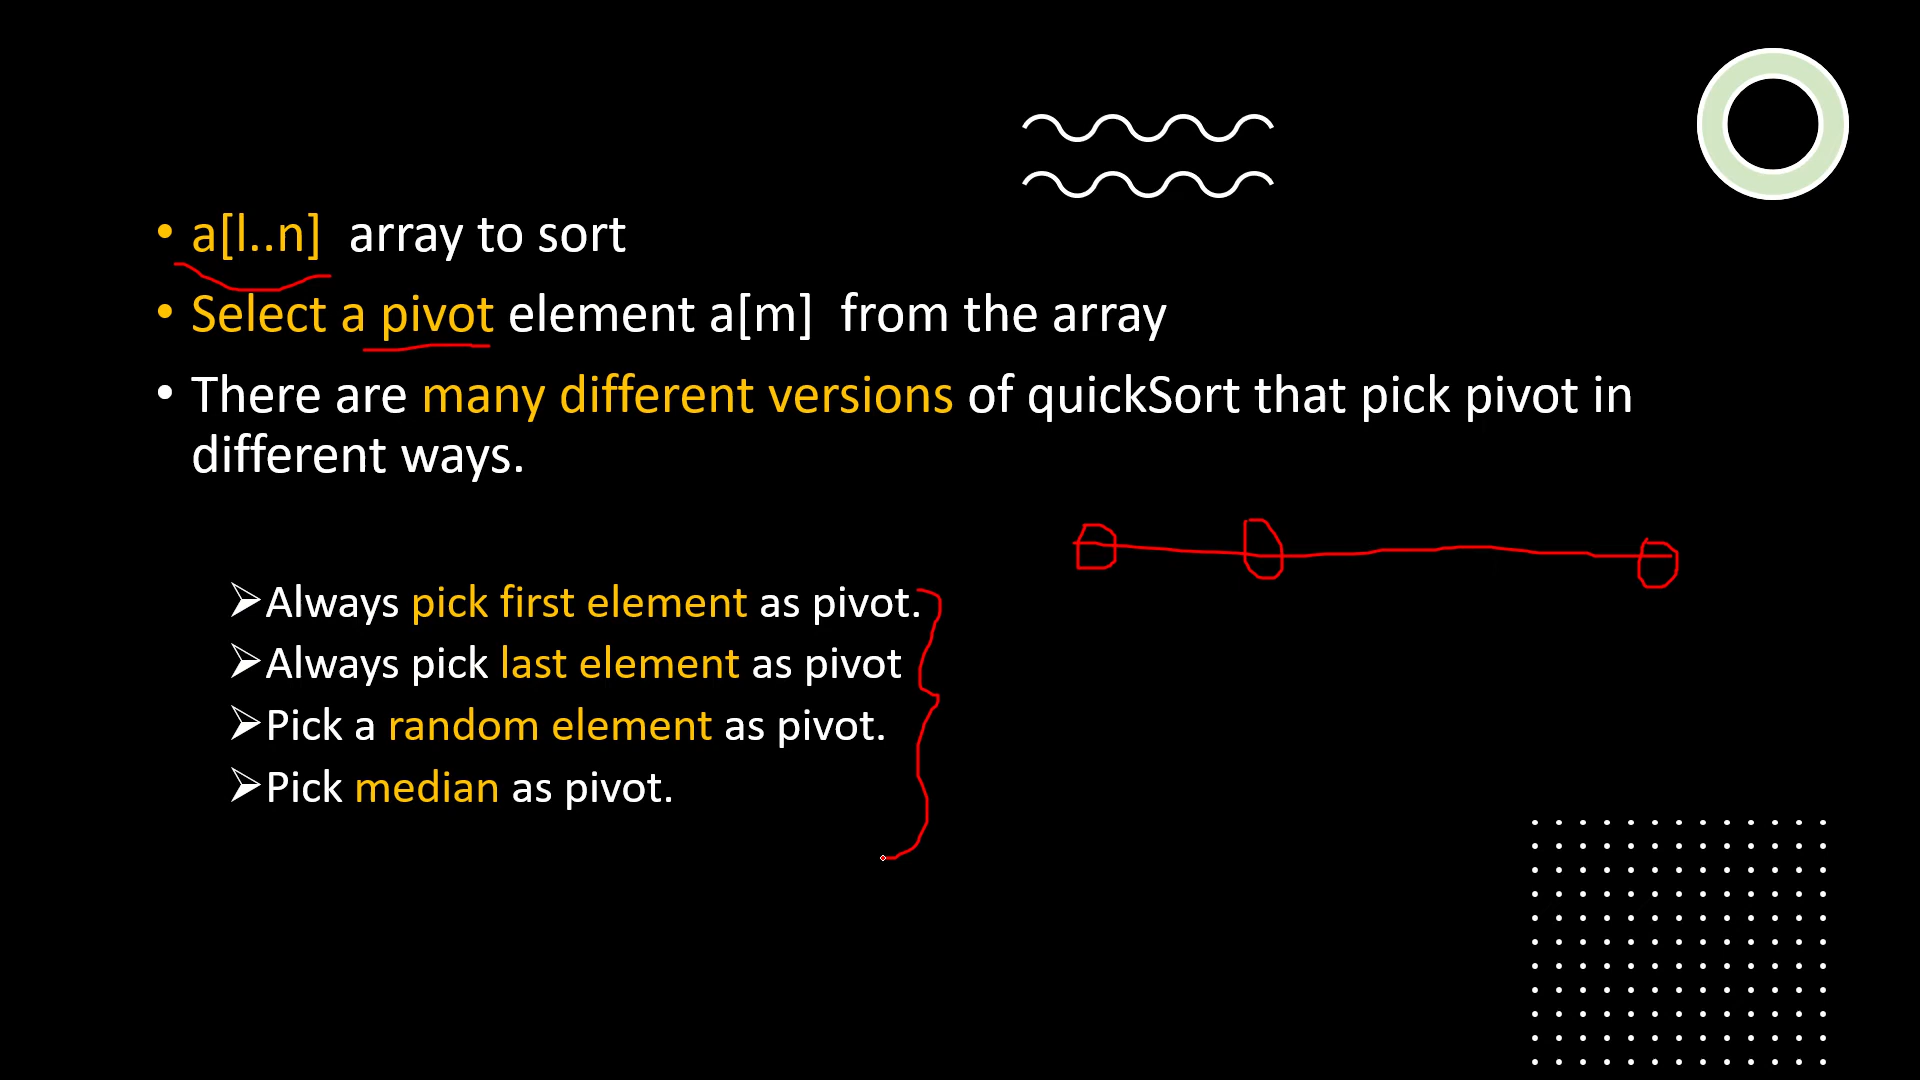 • a[l..n] array to sort
• Select a pivot element a[m] from the array
• There are many different versions of quickSort that pick pivot in
different ways.
➢Always pick first element as pivot.
➢Always pick last element as pivot
➢Pick a random element as pivot.
➢Pick median as pivot.